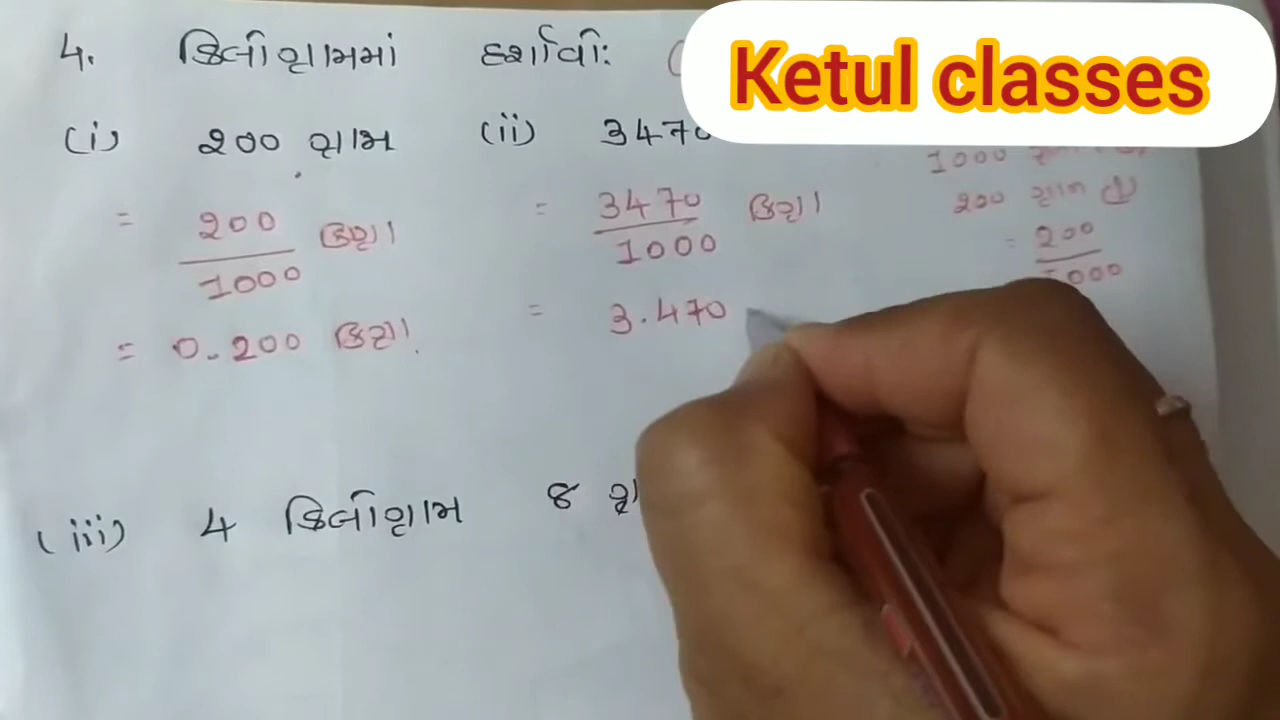 Ketul classes
4. કિલોગ્રામમાં દર્શાવો:
(i) 200 ગ્રામ (ii) 3470
1000
= 200/1000 કિગ્રા = 3470/1000 કિગ્રા 200 ગ્રામ
= 200/1000
= 0.200 કિગ્રા. = 3.470
(iii) 4 કિલોગ્રામ 8